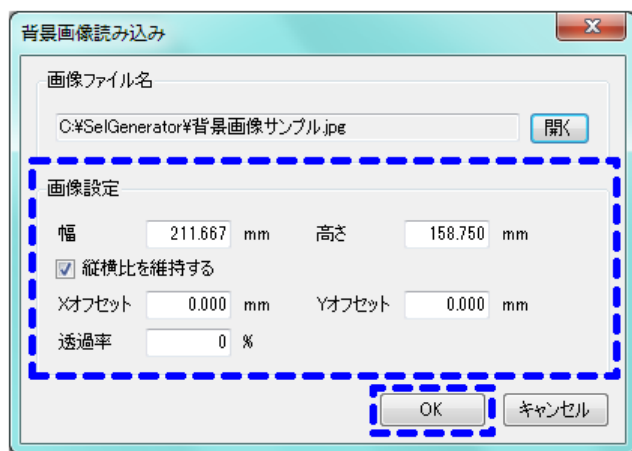 背景画像読み込み
画像ファイル名
C:¥SelGenerator¥背景画像サンプル.jpg 開く
画像設定
幅 211.667 mm 高さ 158.750 mm
縦横比を維持する
Xオフセット 0.000 mm Yオフセット 0.000 mm
透過率 0 %
OK キャンセル